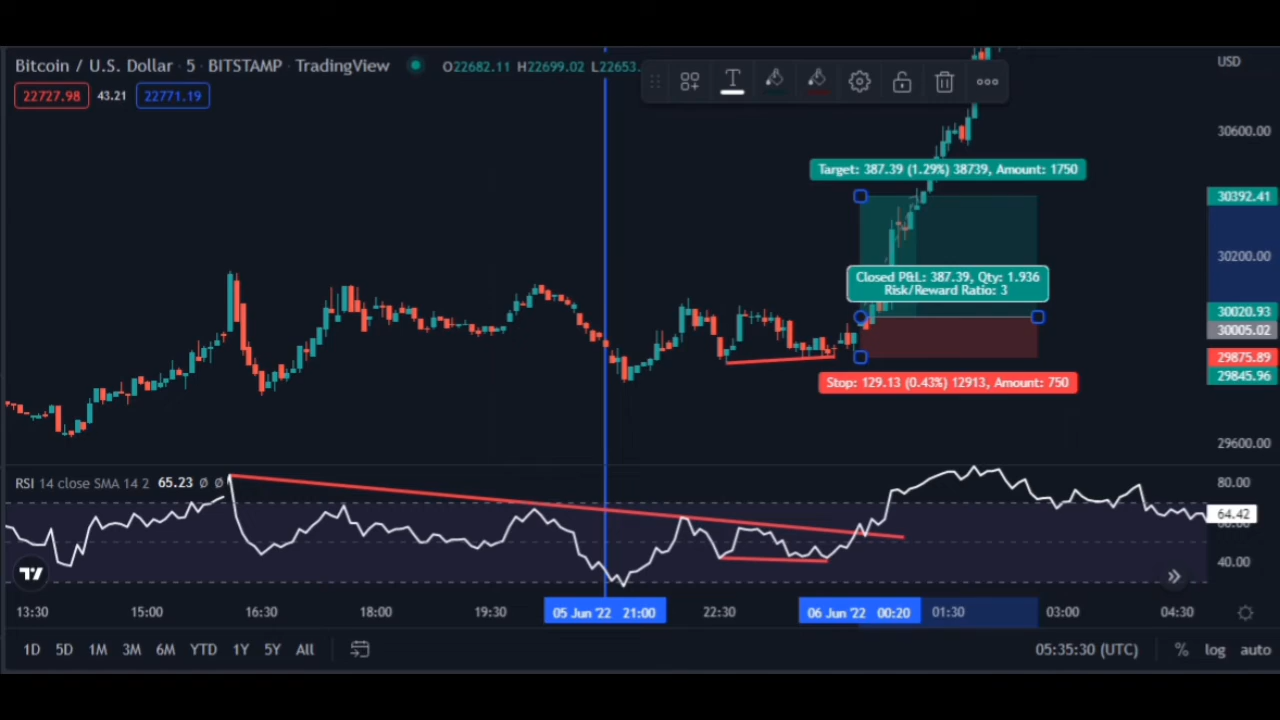 Bitcoin / U.S. Dollar · 5 · BITSTAMP · TradingView
O22682.11 H22699.02 L22653.
USD
22727.98 43.21 22771.19
T
30600.00
Target: 387.39 (1.29%) 38739, Amount: 1750
30392.41
30200.00
Closed P&L: 387.39, Qty: 1.936
Risk/Reward Ratio: 3
30020.93
30005.02
29875.89
29845.96
Stop: 129.13 (0.43%) 12913, Amount: 750
29600.00
RSI 14 close SMA 14 2 65.23 Ø Ø
80.00
64.42
60.00
40.00
13:30 15:00 16:30 18:00 19:30 05 Jun '22 21:00 22:30 06 Jun '22 00:20 01:30 03:00 04:30
1D 5D 1M 3M 6M YTD 1Y 5Y All 05:35:30 (UTC) % log auto